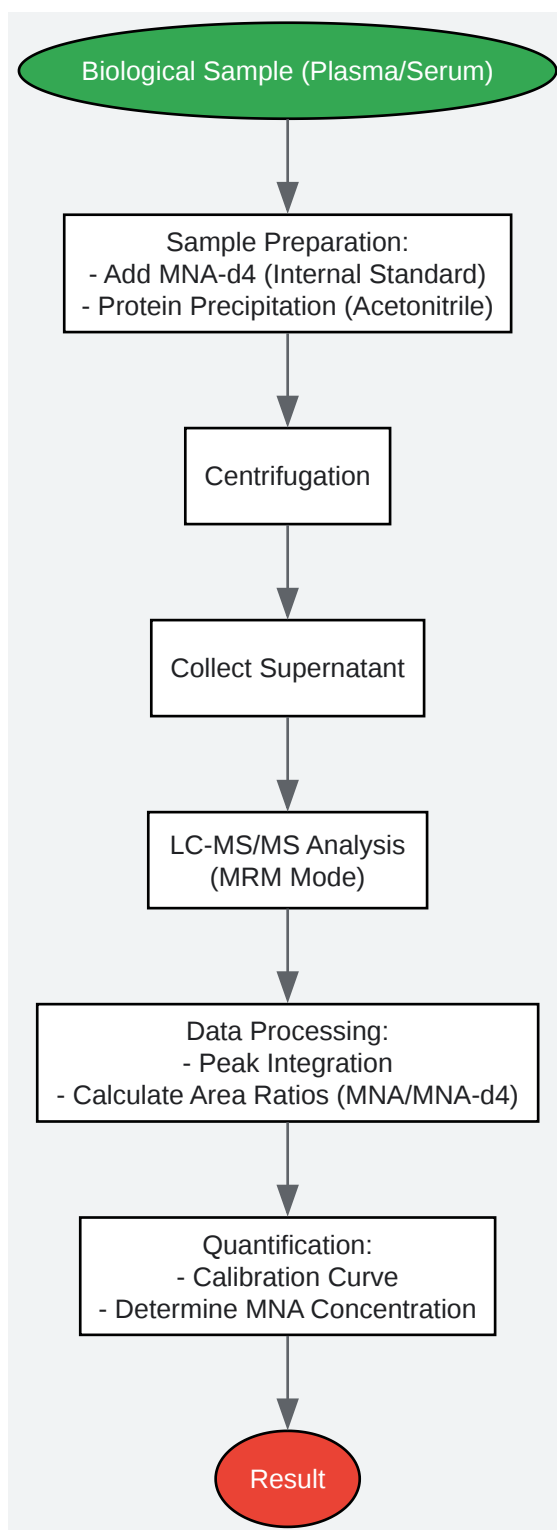 Biological Sample (Plasma/Serum)
Sample Preparation:
- Add MNA-d4 (Internal Standard)
- Protein Precipitation (Acetonitrile)
Centrifugation
Collect Supernatant
LC-MS/MS Analysis
(MRM Mode)
Data Processing:
- Peak Integration
- Calculate Area Ratios (MNA/MNA-d4)
Quantification:
- Calibration Curve
- Determine MNA Concentration
Result